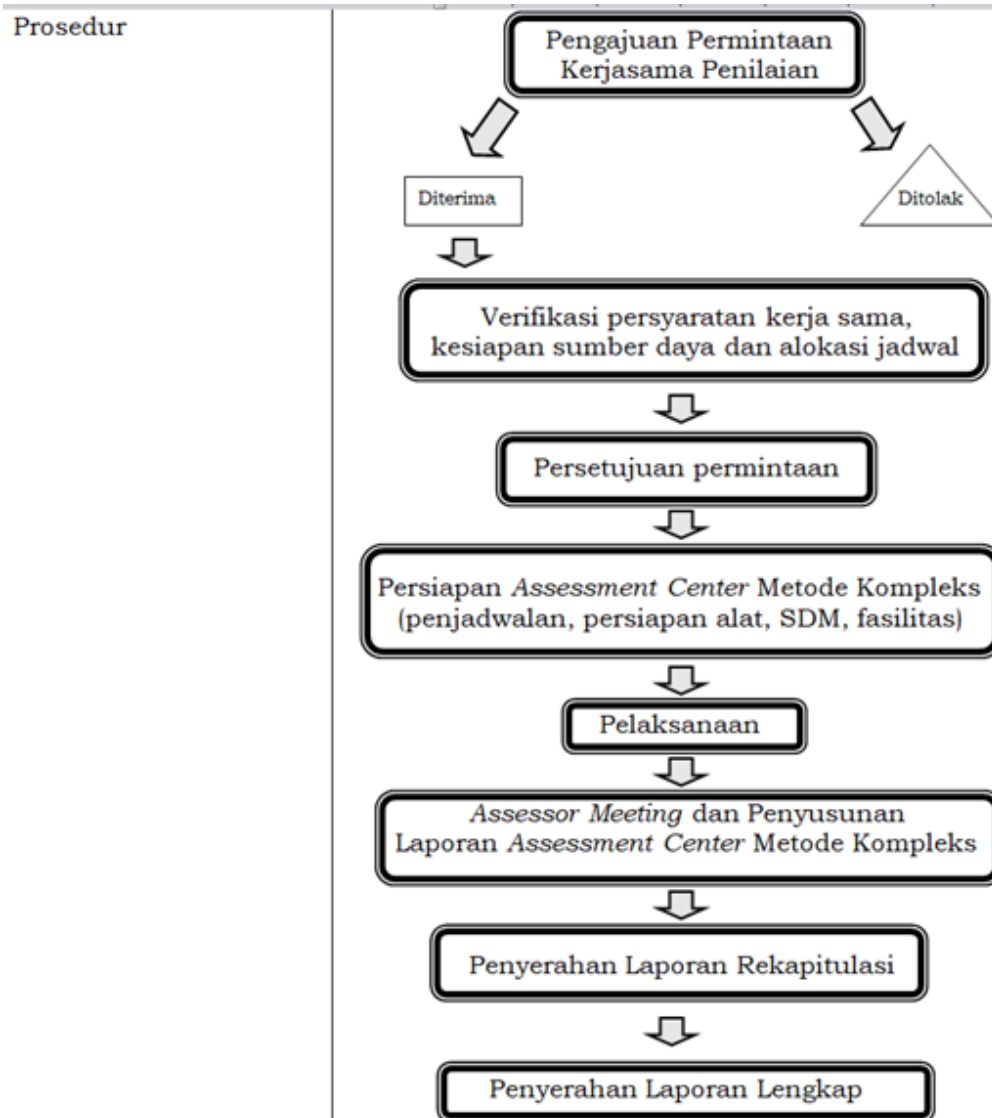 Prosedur
Pengajuan Permintaan
Kerjasama Penilaian
Diterima
Ditolak
Verifikasi persyaratan kerja sama,
kesiapan sumber daya dan alokasi jadwal
Persetujuan permintaan
Persiapan Assessment Center Metode Kompleks
(penjadwalan, persiapan alat, SDM, fasilitas)
Pelaksanaan
Assessor Meeting dan Penyusunan
Laporan Assessment Center Metode Kompleks
Penyerahan Laporan Rekapitulasi
Penyerahan Laporan Lengkap